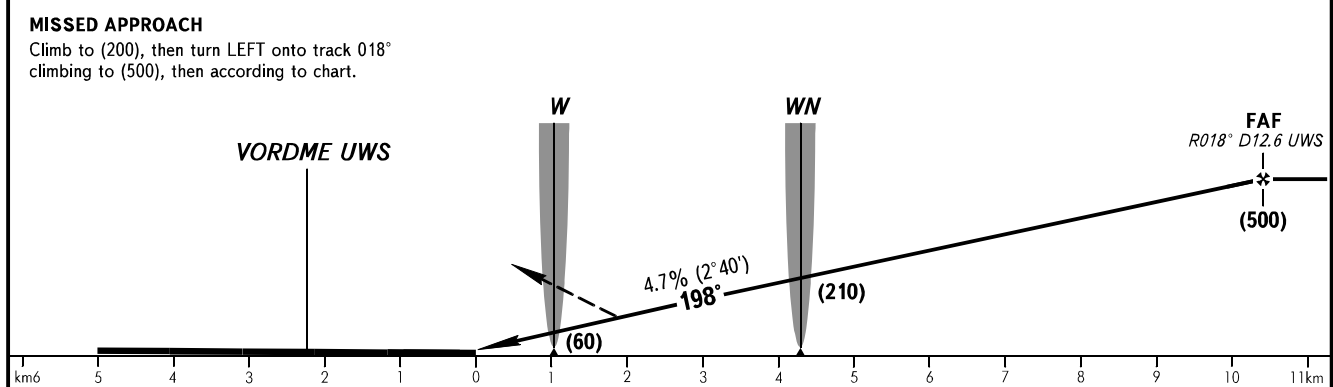 MISSED APPROACH
Climb to (200), then turn LEFT onto track 018°
climbing to (500), then according to chart.
W
WN
FAF
R018° D12.6 UWS
VORDME UWS
(500)
4.7% (2°40')
198°
(210)
(60)
km6 5 4 3 2 1 0 1 2 3 4 5 6 7 8 9 10 11km